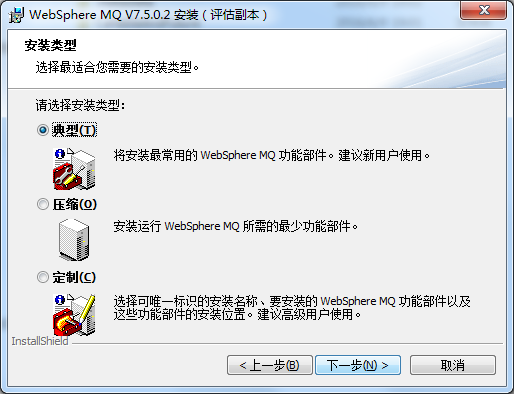 WebSphere MQ V7.5.0.2 安装（评估副本）
安装类型
选择最适合您需要的安装类型。
请选择安装类型：
典型(T)
将安装最常用的 WebSphere MQ 功能部件。建议新用户使用。
压缩(O)
安装运行 WebSphere MQ 所需的最少功能部件。
定制(C)
选择可唯一标识的安装名称、要安装的 WebSphere MQ 功能部件以及
这些功能部件的安装位置。建议高级用户使用。
InstallShield
< 上一步(B)
下一步(N) >
取消